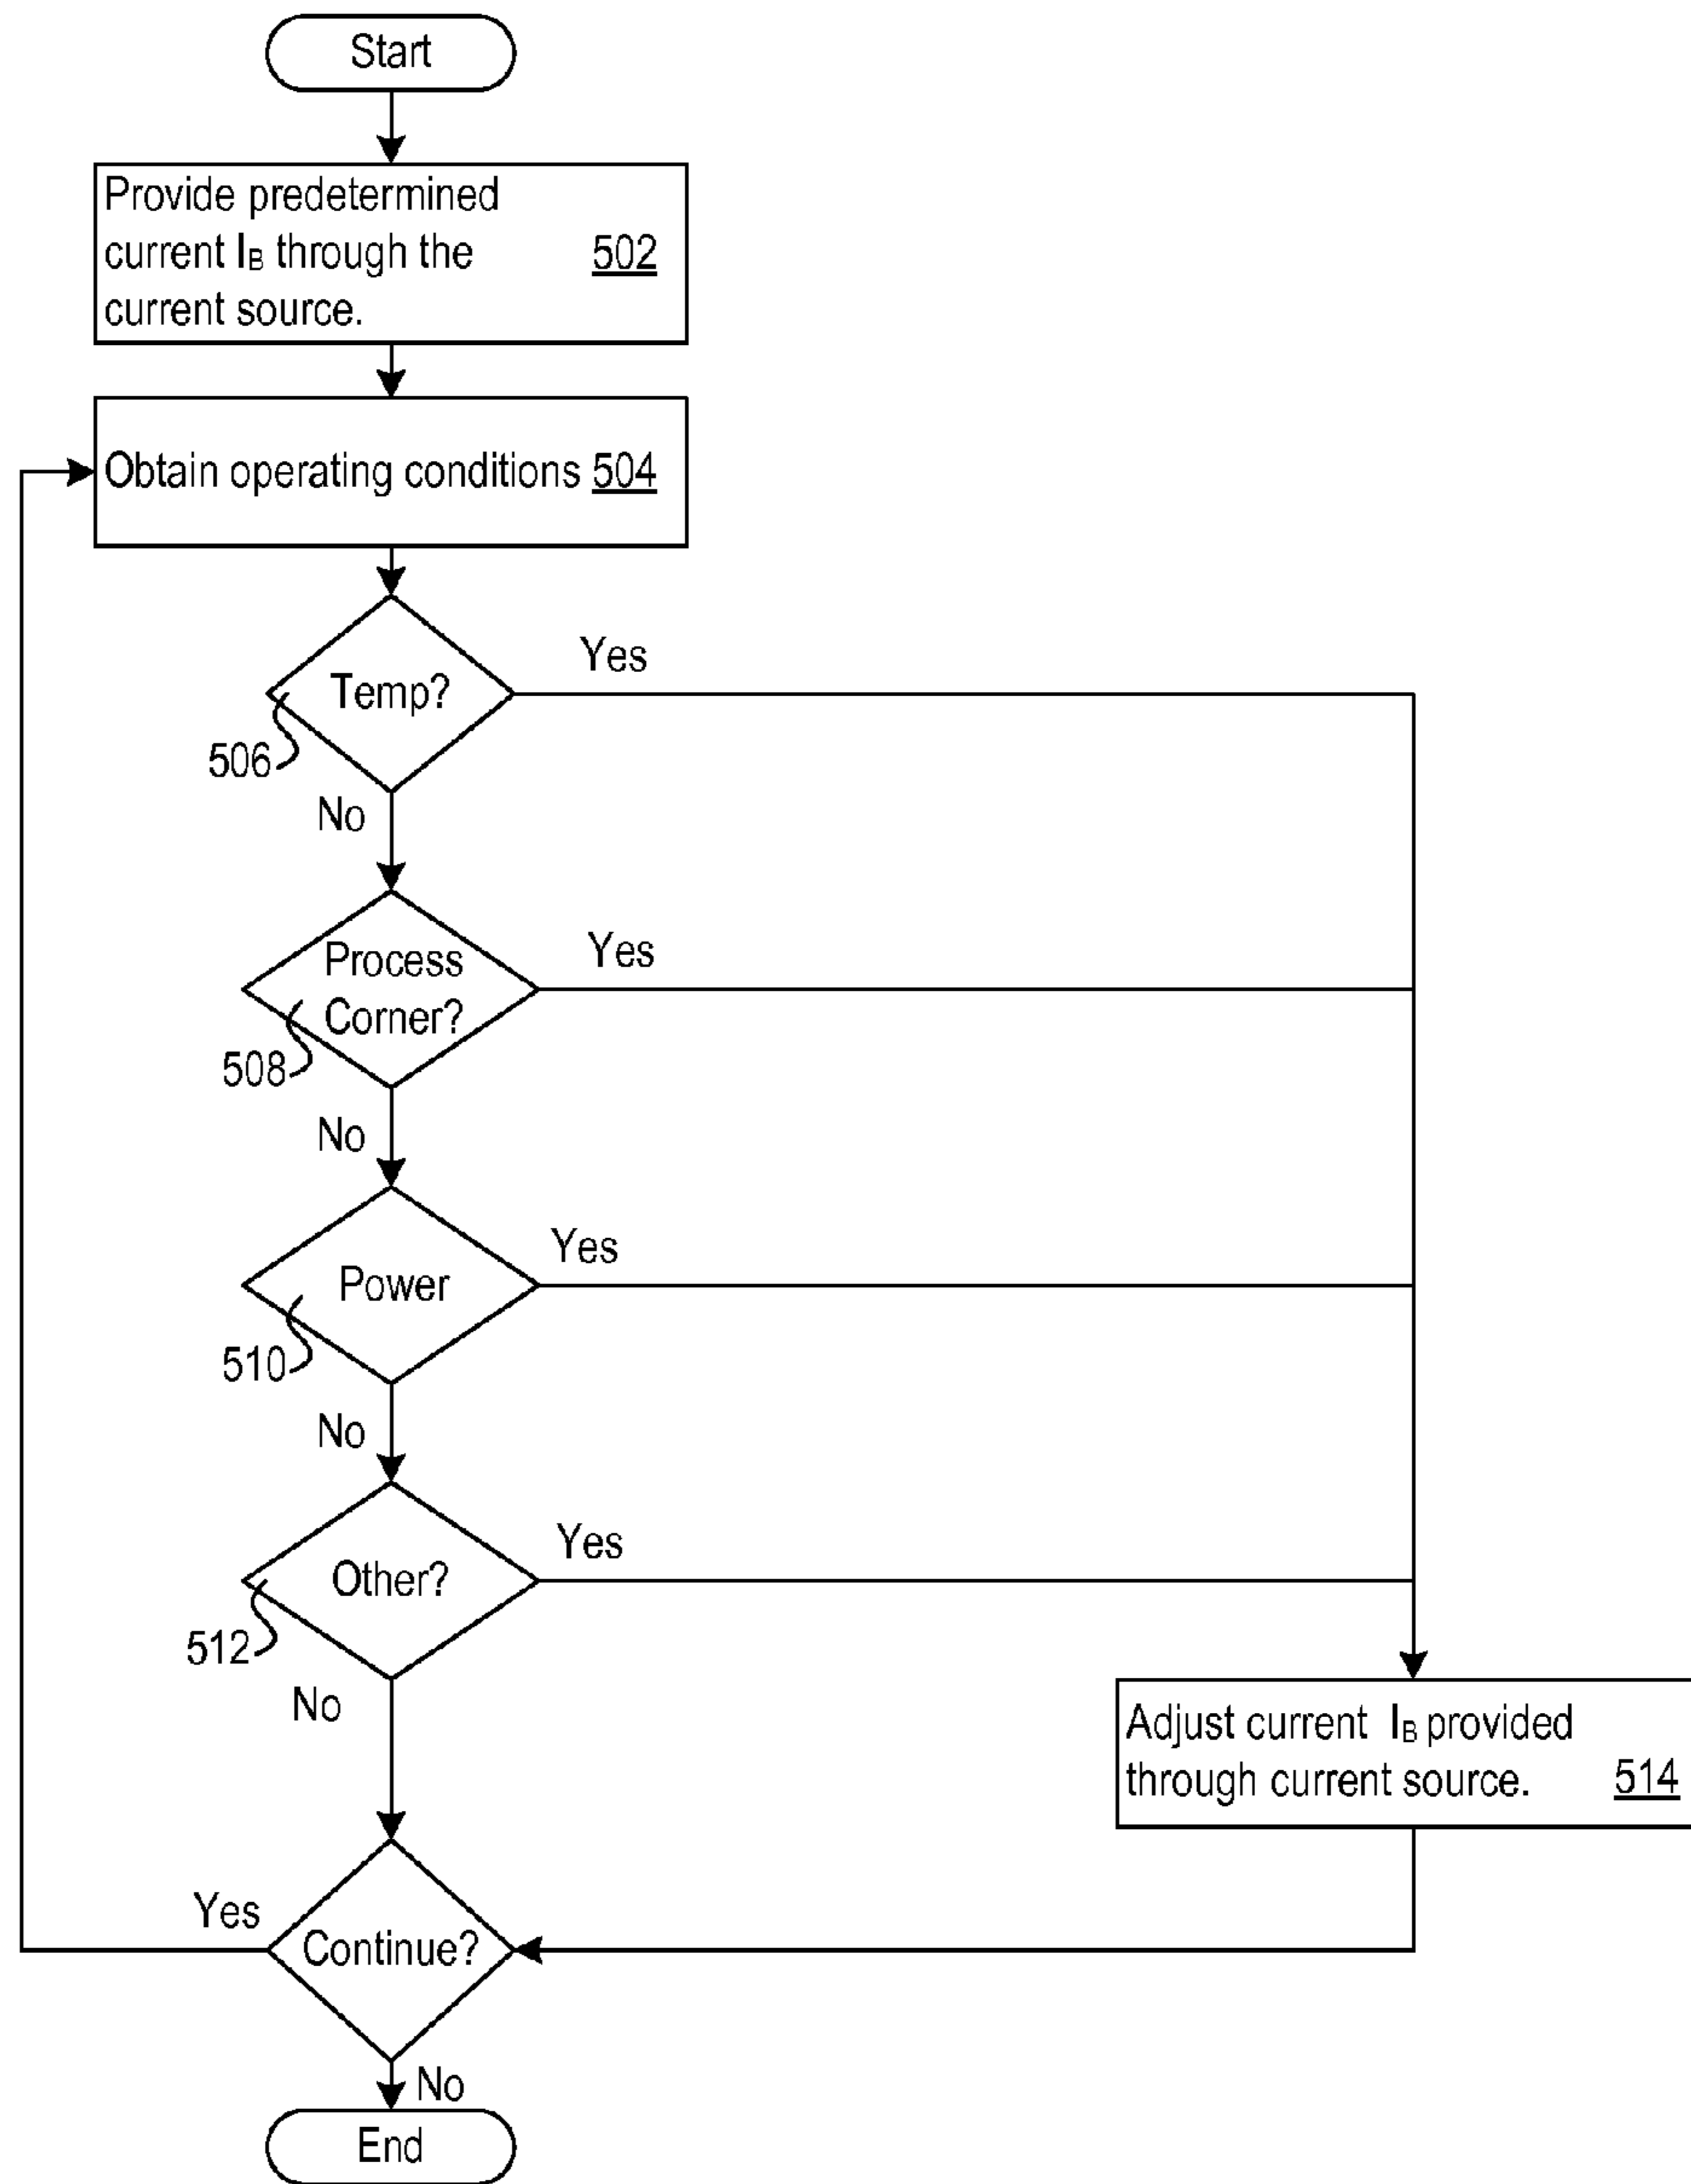 Start
Provide predetermined
current IB through the 502
current source.
Obtain operating conditions 504
Temp?
Yes
506
No
Process
Corner?
Yes
508
No
Power
Yes
510
No
Other?
Yes
512
No
Adjust current IB provided
through current source. 514
Yes
Continue?
No
End